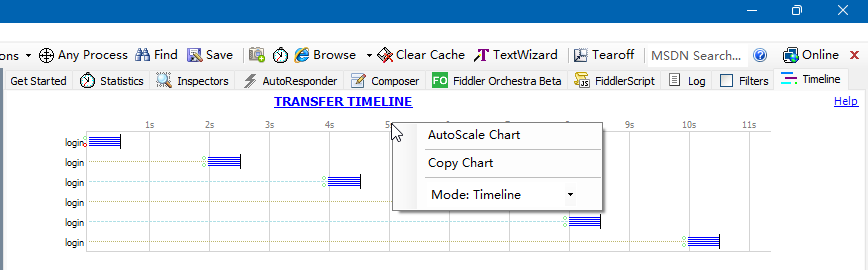 ons Any Process Find Save Browse Clear Cache TextWizard Tearoff MSDN Search... Online
Get Started Statistics Inspectors AutoResponder Composer FO Fiddler Orchestra Beta FiddlerScript Log Filters Timeline
TRANSFER TIMELINE Help
1s 2s 3s 4s 5s 9s 10s 11s
login
login
login
login
login
login
AutoScale Chart
Copy Chart
Mode: Timeline